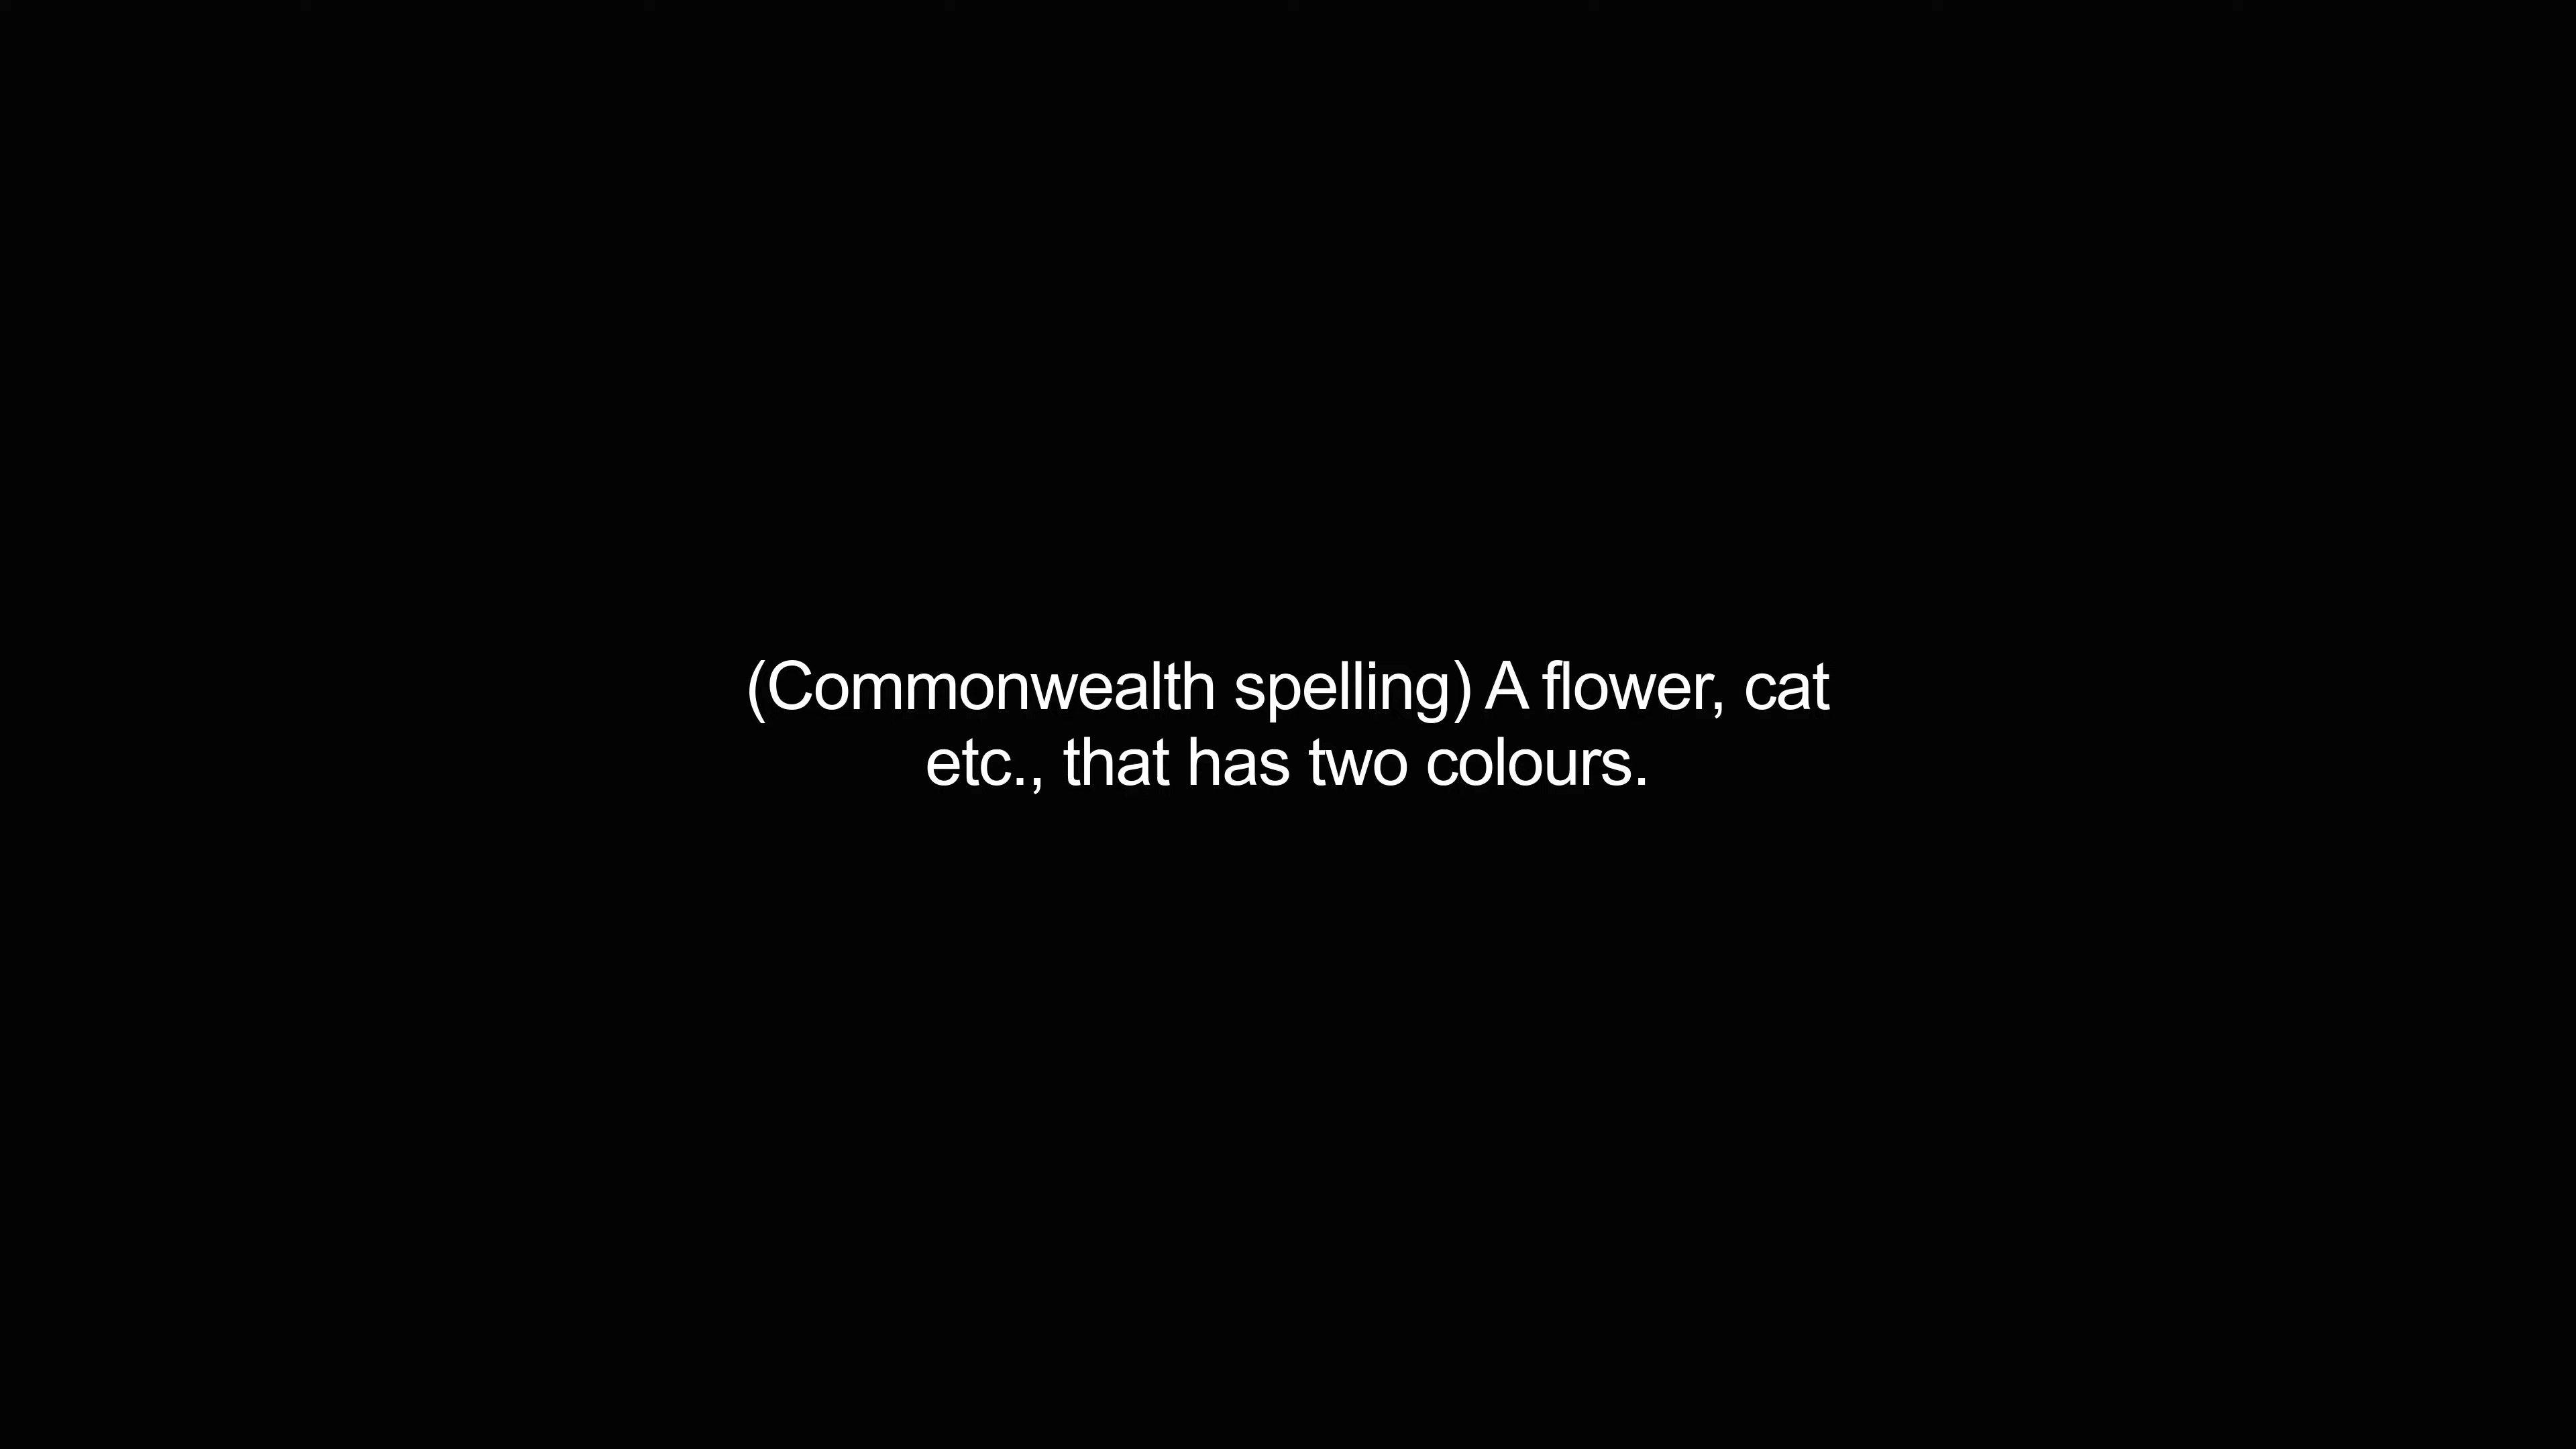 (Commonwealth spelling) A flower, cat
etc., that has two colours.